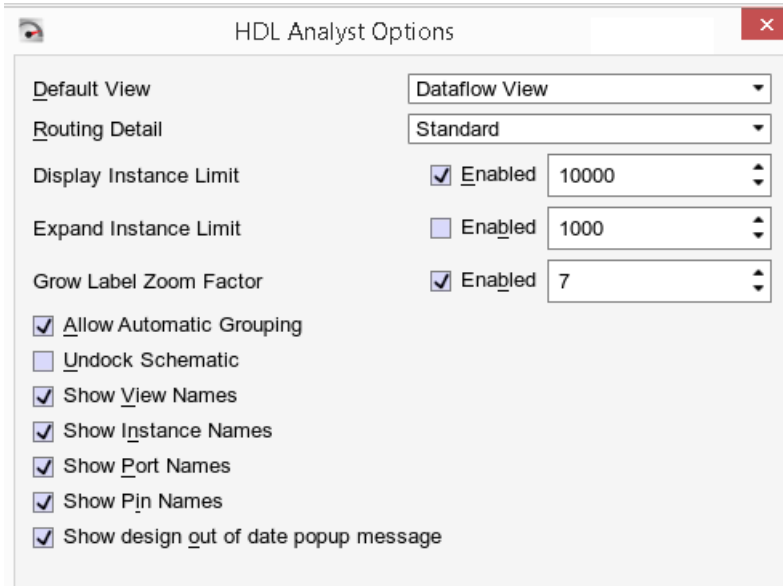 HDL Analyst Options
Default View Dataflow View
Routing Detail Standard
Display Instance Limit Enabled 10000
Expand Instance Limit Enabled 1000
Grow Label Zoom Factor Enabled 7
Allow Automatic Grouping
Undock Schematic
Show View Names
Show Instance Names
Show Port Names
Show Pin Names
Show design out of date popup message